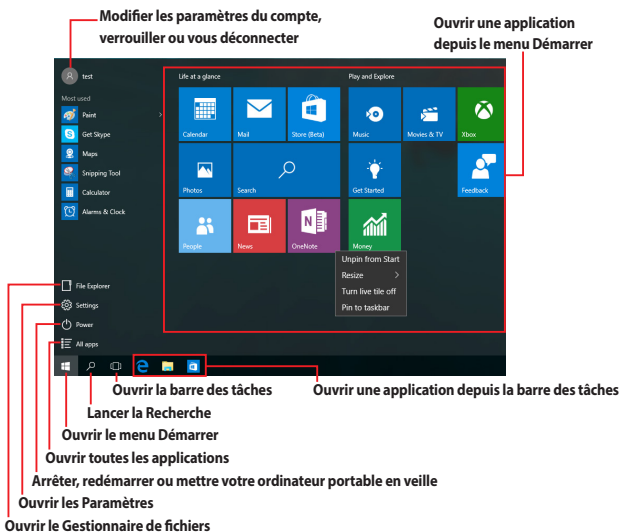 Modifier les paramètres du compte,
verrouiller ou vous déconnecter
Ouvrir une application
depuis le menu Démarrer
test
Most used
Paint
Get Skype
Maps
Snipping Tool
Calculator
Alarms & Clock
File Explorer
Settings
Power
All apps
Life at a glance
Play and Explore
Calendar
Mail
Store (Beta)
Music
Movies & TV
Xbox
Photos
Search
Get Started
Feedback
People
News
OneNote
Money
Unpin from Start
Resize
Turn live tile off
Pin to taskbar
Ouvrir la barre des tâches
Ouvrir une application depuis la barre des tâches
Lancer la Recherche
Ouvrir le menu Démarrer
Ouvrir toutes les applications
Arrêter, redémarrer ou mettre votre ordinateur portable en veille
Ouvrir les Paramètres
Ouvrir le Gestionnaire de fichiers